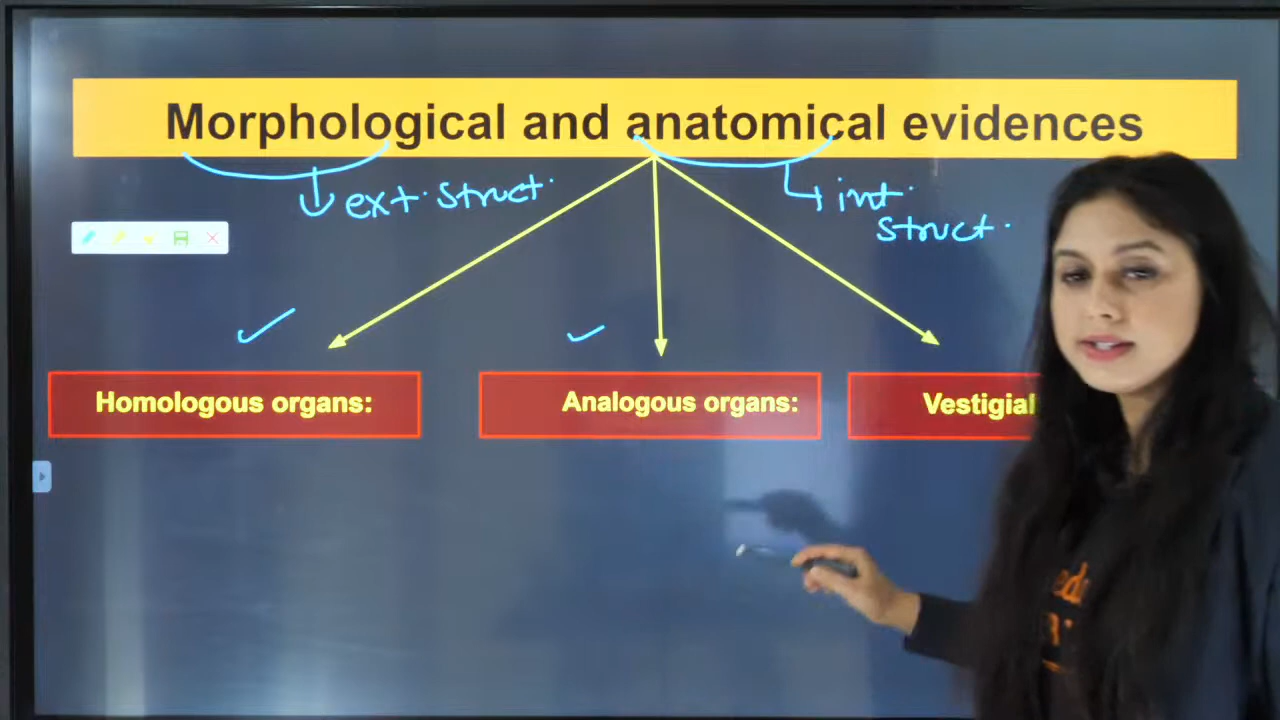 Morphological and anatomical evidences
ext. struct.
int.
struct.
Homologous organs:
Analogous organs:
Vestigial